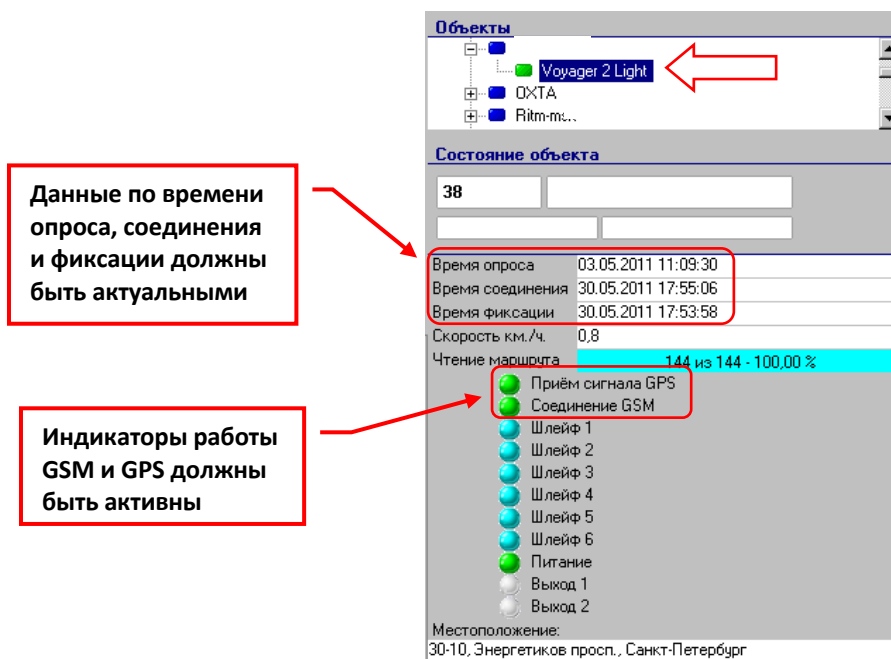 Объекты
Voyager 2 Light
OXTA
Состояние объекта
38
Данные по времени
опроса, соединения
и фиксации должны
быть актуальными
Время опроса 03.05.2011 11:09:30
Время соединения 30.05.2011 17:55:06
Время фиксации 30.05.2011 17:53:58
Скорость км./ч. 0,8
Чтение маршрута 144 из 144 - 100,00 %
Приём сигнала GPS
Соединение GSM
Индикаторы работы
GSM и GPS должны
быть активны
Шлейф 1
Шлейф 2
Шлейф 3
Шлейф 4
Шлейф 5
Шлейф 6
Питание
Выход 1
Выход 2
Местоположение:
30-10, Энергетиков просп., Санкт-Петербург